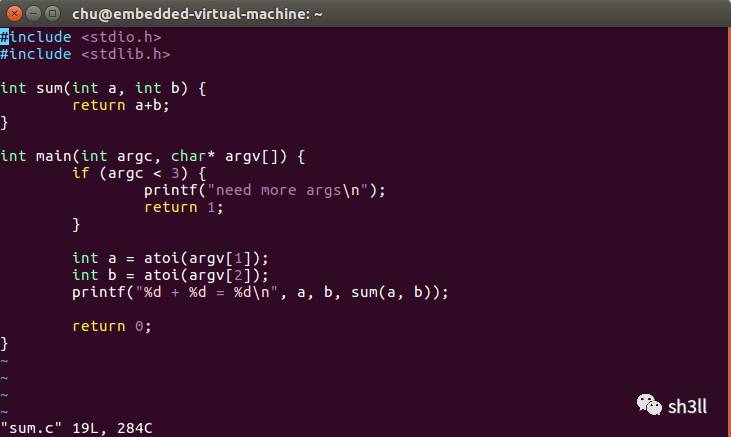 chu@embedded-virtual-machine: ~
#include <stdio.h>
#include <stdlib.h>

int sum(int a, int b) {
        return a+b;
}

int main(int argc, char* argv[]) {
        if (argc < 3) {
                printf("need more args\n");
                return 1;
        }

        int a = atoi(argv[1]);
        int b = atoi(argv[2]);
        printf("%d + %d = %d\n", a, b, sum(a, b));

        return 0;
}
~
~
~
~
"sum.c" 19L, 284C
sh3ll